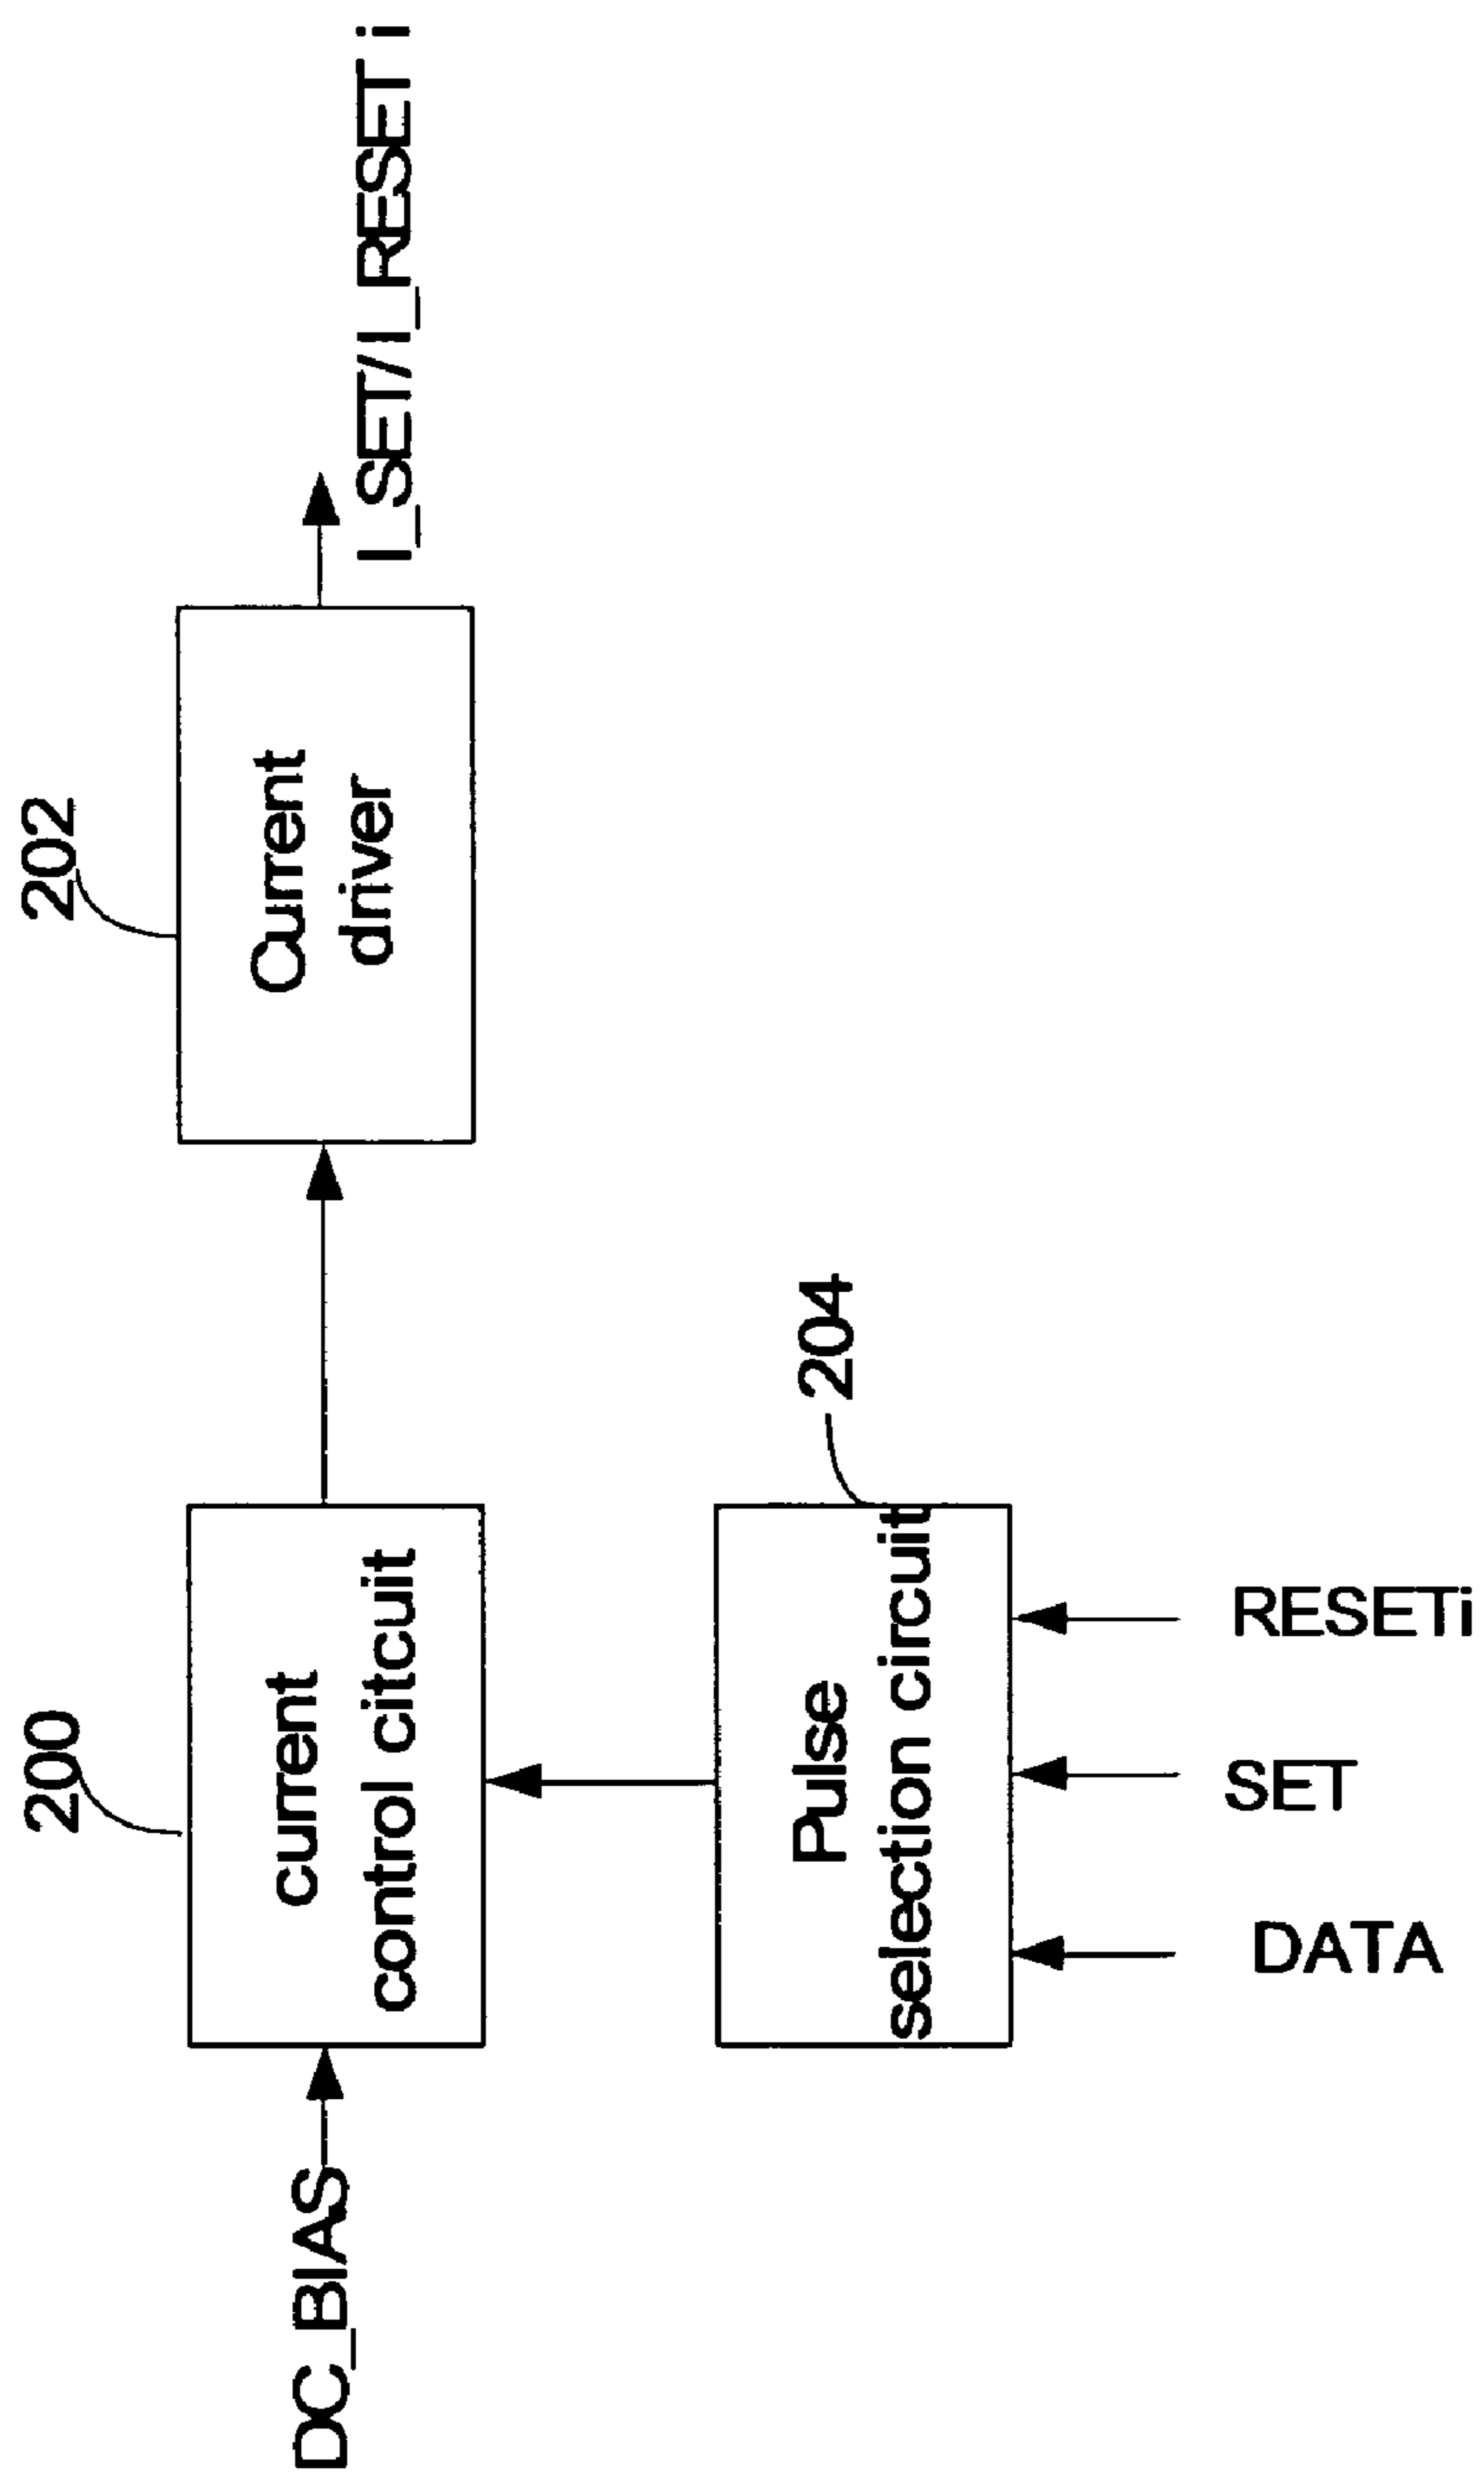 200
202
DC_BIAS
current
control citcuit
Current
driver
I_SET/I_RESET i
204
Pulse
selection circuit
DATA
SET
RESETi